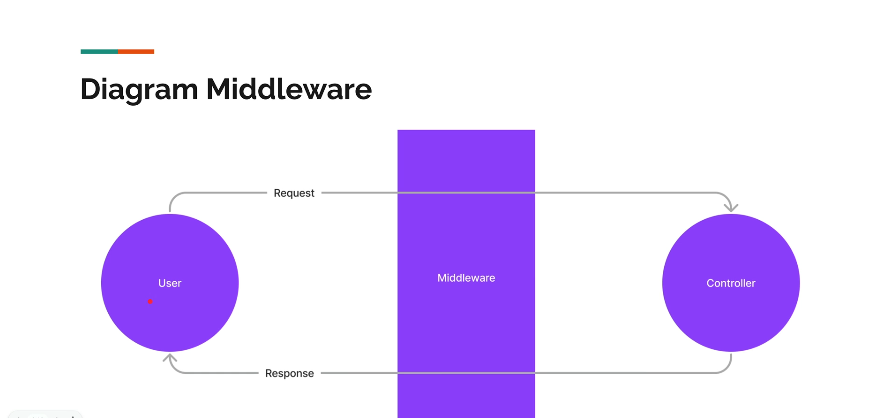 Diagram Middleware
Request
User
Middleware
Controller
Response